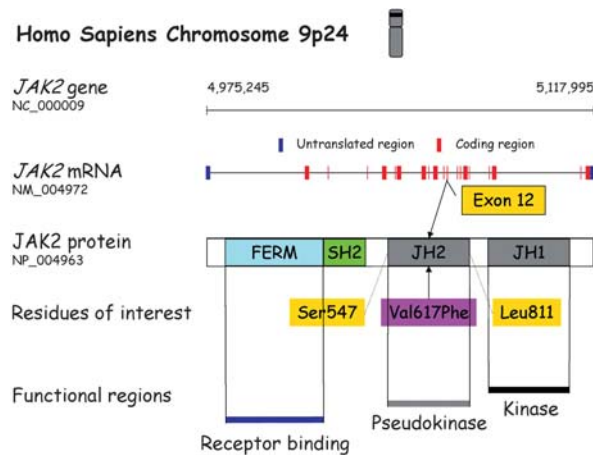 Homo Sapiens Chromosome 9p24
JAK2 gene
NC_000009
4,975,245
5,117,995
Untranslated region
Coding region
JAK2 mRNA
NM_004972
Exon 12
JAK2 protein
NP_004963
FERM
SH2
JH2
JH1
Residues of interest
Ser547
Val617Phe
Leu811
Functional regions
Receptor binding
Pseudokinase
Kinase